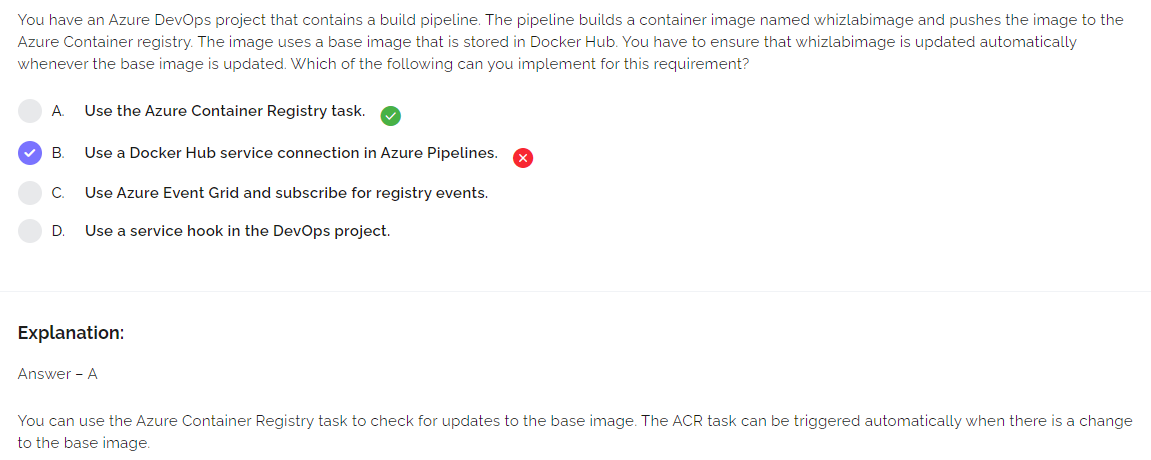 You have an Azure DevOps project that contains a build pipeline. The pipeline builds a container image named whizlabimage and pushes the image to the
Azure Container registry. The image uses a base image that is stored in Docker Hub. You have to ensure that whizlabimage is updated automatically
whenever the base image is updated. Which of the following can you implement for this requirement?
A. Use the Azure Container Registry task.
B. Use a Docker Hub service connection in Azure Pipelines.
C. Use Azure Event Grid and subscribe for registry events.
D. Use a service hook in the DevOps project.
Explanation:
Answer – A
You can use the Azure Container Registry task to check for updates to the base image. The ACR task can be triggered automatically when there is a change
to the base image.